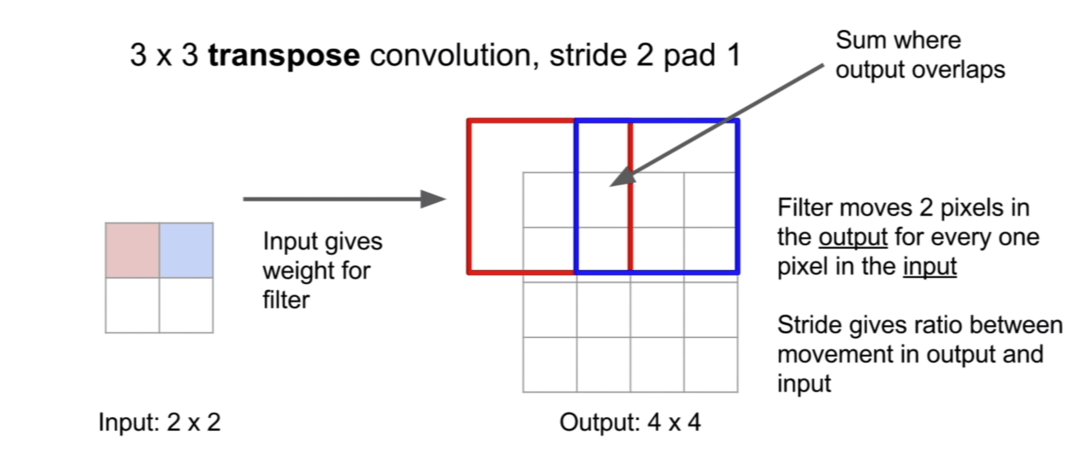 3 x 3 transpose convolution, stride 2 pad 1
Sum where
output overlaps
Input gives
weight for
filter
Filter moves 2 pixels in
the output for every one
pixel in the input
Stride gives ratio between
movement in output and
input
Input: 2 x 2
Output: 4 x 4